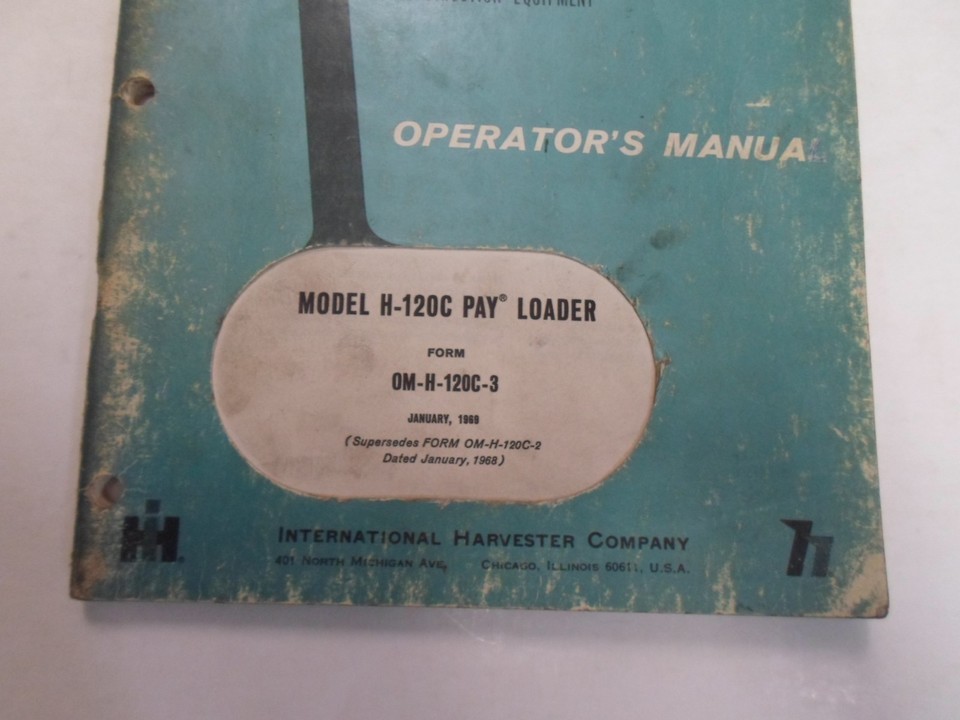 EQUIPMENT
OPERATOR'S MANUAL
MODEL H-120C PAY® LOADER
FORM
OM-H-120C-3
JANUARY, 1969
(Supersedes FORM OM-H-120C-2
Dated January, 1968)
IH®
INTERNATIONAL HARVESTER COMPANY
401 NORTH MICHIGAN AVE, CHICAGO, ILLINOIS 60611, U.S.A.